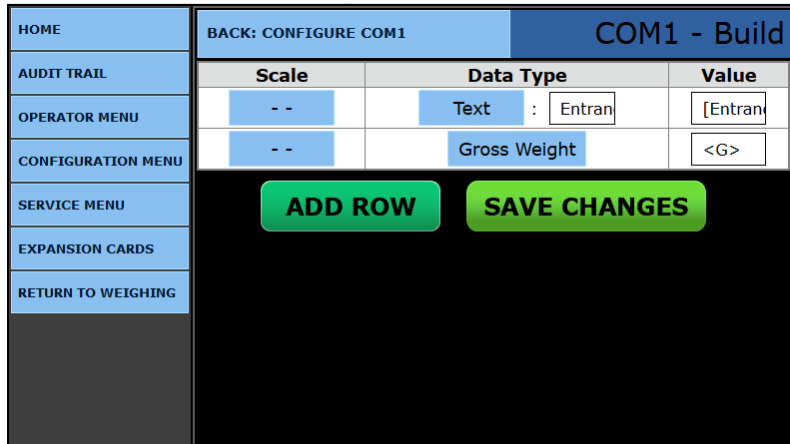 HOME
BACK: CONFIGURE COM1
COM1 - Build
AUDIT TRAIL
OPERATOR MENU
CONFIGURATION MENU
SERVICE MENU
EXPANSION CARDS
RETURN TO WEIGHING
Scale Data Type Value
- - Text : Entran [Entran
- - Gross Weight <G>
ADD ROW SAVE CHANGES